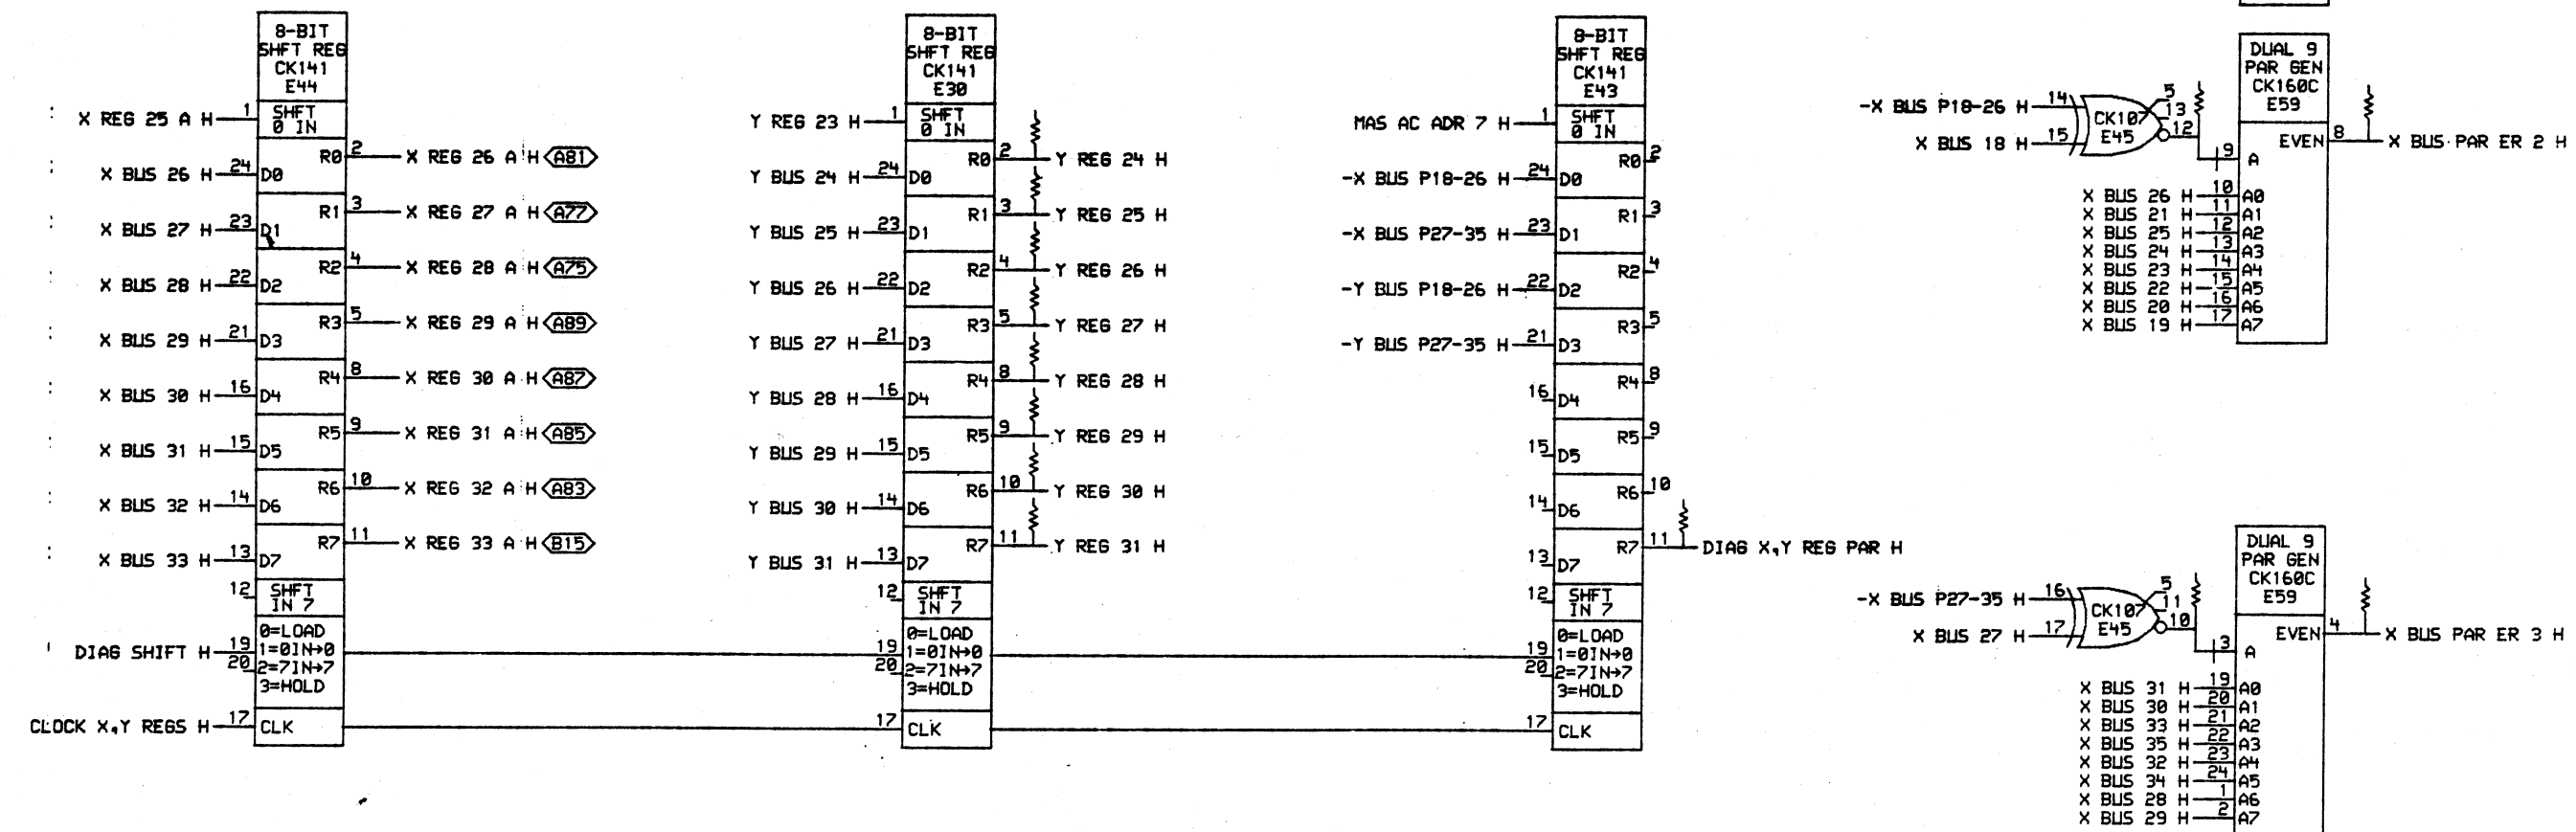 8-BIT
SHFT REG
CK141
E44
X REG 25 A H
1
SHFT
0 IN
R0
2
X REG 26 A H
A81
X BUS 26 H
24
D0
R1
3
X REG 27 A H
A77
X BUS 27 H
23
D1
R2
4
X REG 28 A H
A75
X BUS 28 H
22
D2
R3
5
X REG 29 A H
A89
X BUS 29 H
21
D3
R4
8
X REG 30 A H
A87
X BUS 30 H
16
D4
R5
9
X REG 31 A H
A85
X BUS 31 H
15
D5
R6
10
X REG 32 A H
A83
X BUS 32 H
14
D6
R7
11
X REG 33 A H
B15
X BUS 33 H
13
D7
12
SHFT
IN 7
DIAG SHIFT H
19
20
0=LOAD
1=0IN→0
2=7IN→7
3=HOLD
CLOCK X,Y REGS H
17
CLK
8-BIT
SHFT REG
CK141
E30
Y REG 23 H
1
SHFT
0 IN
R0
2
Y REG 24 H
Y BUS 24 H
24
D0
R1
3
Y REG 25 H
Y BUS 25 H
23
D1
R2
4
Y REG 26 H
Y BUS 26 H
22
D2
R3
5
Y REG 27 H
Y BUS 27 H
21
D3
R4
8
Y REG 28 H
Y BUS 28 H
16
D4
R5
9
Y REG 29 H
Y BUS 29 H
15
D5
R6
10
Y REG 30 H
Y BUS 30 H
14
D6
R7
11
Y REG 31 H
Y BUS 31 H
13
D7
12
SHFT
IN 7
19
20
0=LOAD
1=0IN→0
2=7IN→7
3=HOLD
17
CLK
8-BIT
SHFT REG
CK141
E43
MAS AC ADR 7 H
1
SHFT
0 IN
R0
2
-X BUS P18-26 H
24
D0
R1
3
-X BUS P27-35 H
23
D1
R2
4
-Y BUS P18-26 H
22
D2
R3
5
-Y BUS P27-35 H
21
D3
R4
8
16
D4
R5
9
15
D5
R6
10
14
D6
R7
11
DIAG X,Y REG PAR H
13
D7
12
SHFT
IN 7
19
20
0=LOAD
1=0IN→0
2=7IN→7
3=HOLD
17
CLK
DUAL 9
PAR GEN
CK160C
E59
-X BUS P18-26 H
14
X BUS 18 H
15
CK107
E45
5
13
12
9
A
EVEN
8
X BUS PAR ER 2 H
X BUS 26 H 10 A0
X BUS 21 H 11 A1
X BUS 25 H 12 A2
X BUS 24 H 13 A3
X BUS 23 H 14 A4
X BUS 22 H 15 A5
X BUS 20 H 16 A6
X BUS 19 H 17 A7
DUAL 9
PAR GEN
CK160C
E59
-X BUS P27-35 H
16
X BUS 27 H
17
CK107
E45
5
11
10
3
A
EVEN
4
X BUS PAR ER 3 H
X BUS 31 H 19 A0
X BUS 30 H 20 A1
X BUS 33 H 21 A2
X BUS 35 H 22 A3
X BUS 32 H 23 A4
X BUS 34 H 24 A5
X BUS 28 H 1 A6
X BUS 29 H 2 A7